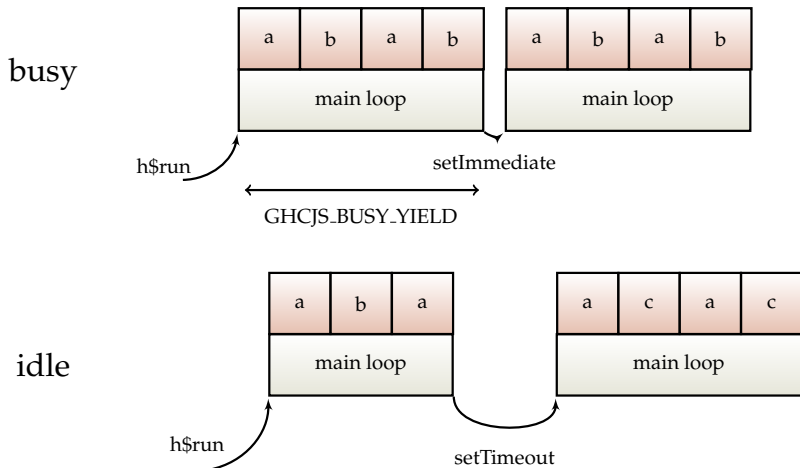 a b a b a b a b
busy
main loop main loop
h$run
setImmediate
GHCJS_BUSY_YIELD
a b a a c a c
idle
main loop main loop
h$run
setTimeout